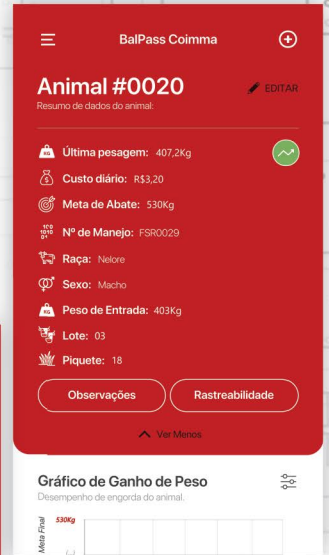 BalPass Coimma
Animal #0020
EDITAR
Resumo de dados do animal:
KG Última pesagem: 407,2Kg
$ Custo diário: R$3,20
Meta de Abate: 530Kg
Nº de Manejo: FSR0029
Raça: Nelore
Sexo: Macho
KG Peso de Entrada: 403Kg
Lote: 03
Piquete: 18
Observações Rastreabilidade
Ver Menos
Gráfico de Ganho de Peso
Desempenho de engorda do animal.
Meta Final
530Kg
(...)